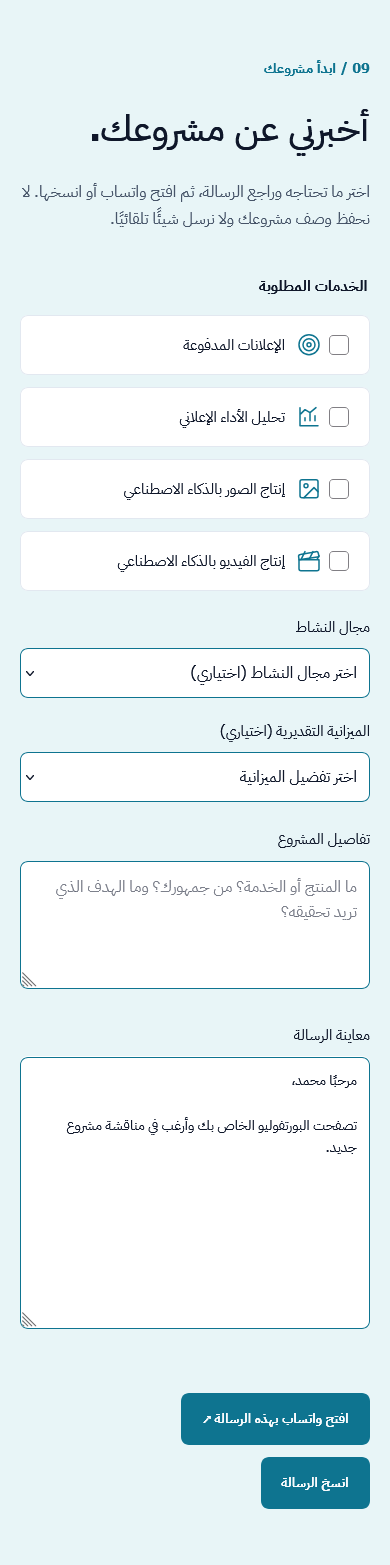 09 / ابدأ مشروعك
أخبرني عن مشروعك.
اختر ما تحتاجه وراجع الرسالة، ثم افتح واتساب أو انسخها. لا
نحفظ وصف مشروعك ولا نرسل شيئًا تلقائيًا.
الخدمات المطلوبة
الإعلانات المدفوعة
تحليل الأداء الإعلاني
إنتاج الصور بالذكاء الاصطناعي
إنتاج الفيديو بالذكاء الاصطناعي
مجال النشاط
اختر مجال النشاط (اختياري)
الميزانية التقديرية (اختياري)
اختر تفضيل الميزانية
تفاصيل المشروع
ما المنتج أو الخدمة؟ من جمهورك؟ وما الهدف الذي
تريد تحقيقه؟
معاينة الرسالة
مرحبًا محمد،
تصفحت البورتفوليو الخاص بك وأرغب في مناقشة مشروع
جديد.
افتح واتساب بهذه الرسالة ↗
انسخ الرسالة